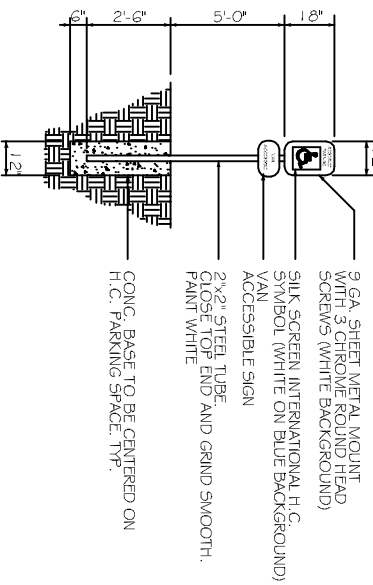 12"
18"
5'-0"
2'-6"
6"
12"
VAN
9 GA. SHEET METAL MOUNT
WITH 3 CHROME ROUND HEAD
SCREWS (WHITE BACKGROUND)
SILK SCREEN INTERNATIONAL H.C.
SYMBOL (WHITE ON BLUE BACKGROUND)
VAN
ACCESSIBLE SIGN
2"x2" STEEL TUBE.
CLOSE TOP END AND GRIND SMOOTH.
PAINT WHITE
CONC. BASE TO BE CENTERED ON
H.C. PARKING SPACE. TYP.